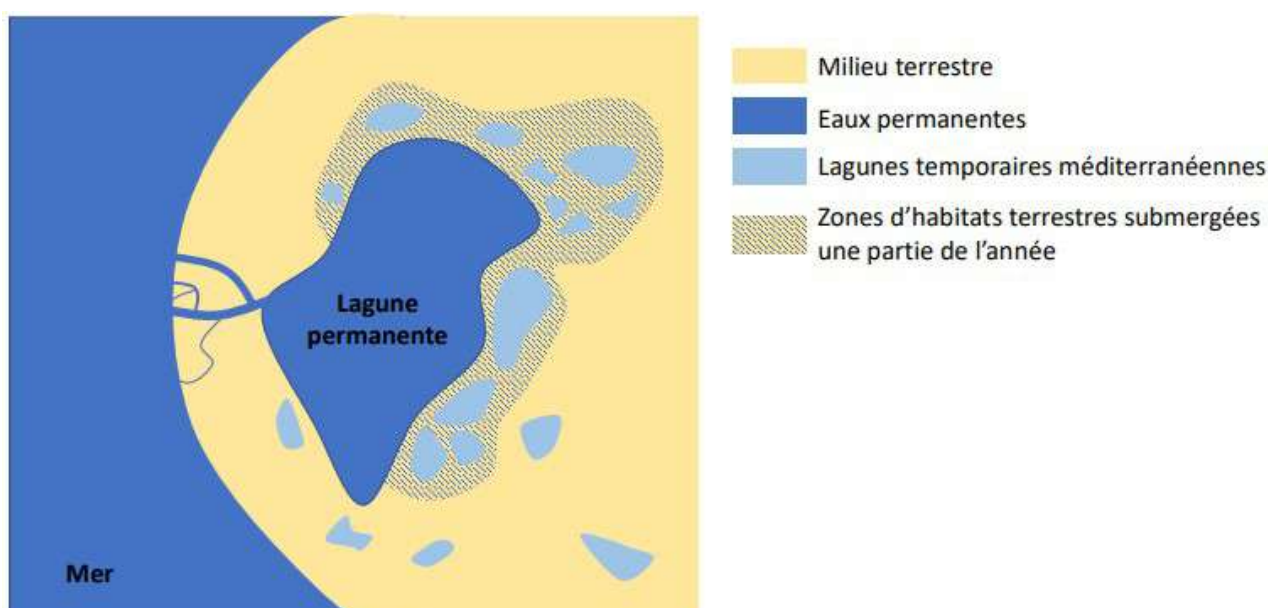 Milieu terrestre
Eaux permanentes
Lagunes temporaires méditerranéennes
Zones d'habitats terrestres submergées
une partie de l'année
Lagune
permanente
Mer